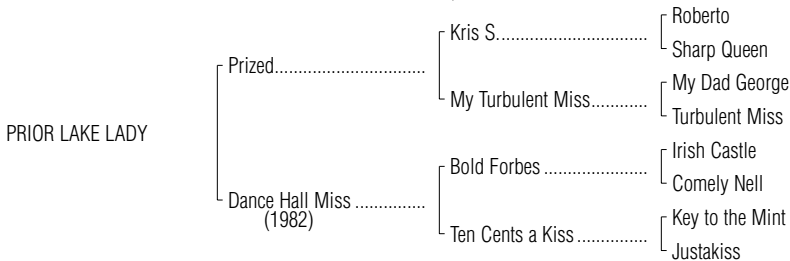 Roberto
Kris S.
Sharp Queen
Prized
My Dad George
My Turbulent Miss
Turbulent Miss
PRIOR LAKE LADY
Irish Castle
Bold Forbes
Comely Nell
Dance Hall Miss
(1982)
Key to the Mint
Ten Cents a Kiss
Justakiss